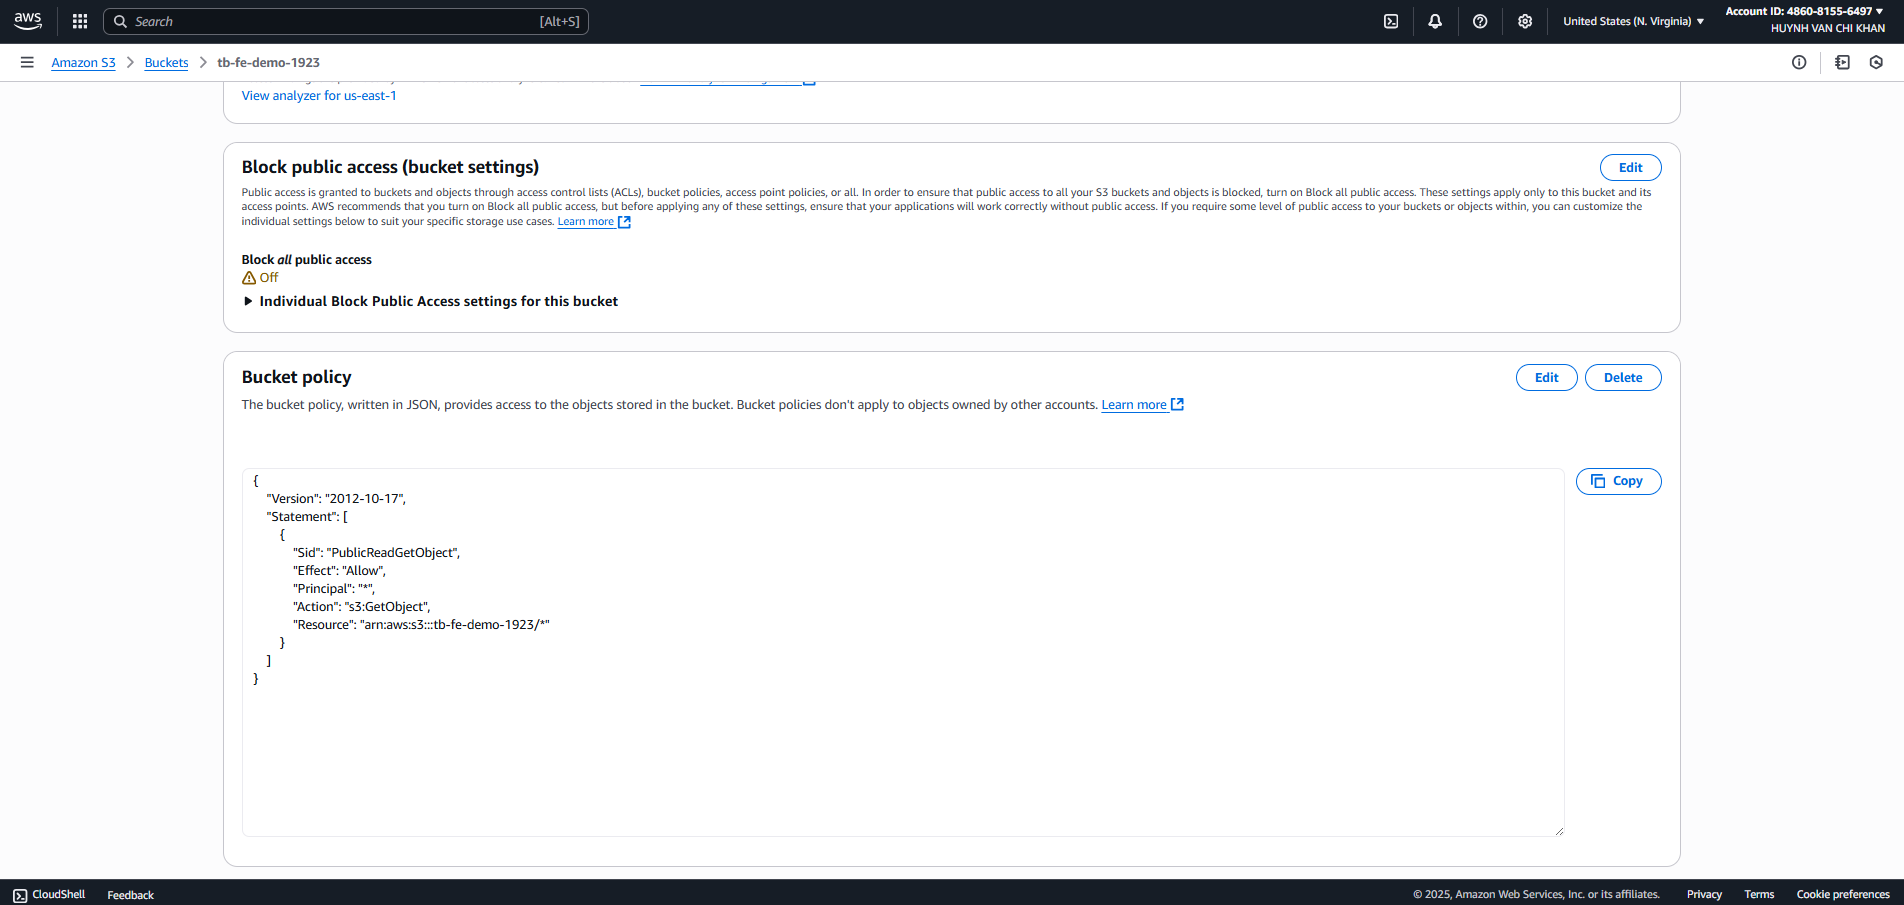 aws
Search [Alt+S]
United States (N. Virginia)
Account ID: 4860-8155-6497
HUYNH VAN CHI KHAN
Amazon S3 > Buckets > tb-fe-demo-1923
View analyzer for us-east-1
Block public access (bucket settings)
Edit
Public access is granted to buckets and objects through access control lists (ACLs), bucket policies, access point policies, or all. In order to ensure that public access to all your S3 buckets and objects is blocked, turn on Block all public access. These settings apply only to this bucket and its
access points. AWS recommends that you turn on Block all public access, but before applying any of these settings, ensure that your applications will work correctly without public access. If you require some level of public access to your buckets or objects within, you can customize the
individual settings below to suit your specific storage use cases. Learn more
Block all public access
Off
Individual Block Public Access settings for this bucket
Bucket policy
Edit
Delete
The bucket policy, written in JSON, provides access to the objects stored in the bucket. Bucket policies don't apply to objects owned by other accounts. Learn more
Copy
{
"Version": "2012-10-17",
"Statement": [
{
"Sid": "PublicReadGetObject",
"Effect": "Allow",
"Principal": "*",
"Action": "s3:GetObject",
"Resource": "arn:aws:s3:::tb-fe-demo-1923/*"
}
]
}
CloudShell
Feedback
© 2025, Amazon Web Services, Inc. or its affiliates.
Privacy
Terms
Cookie preferences